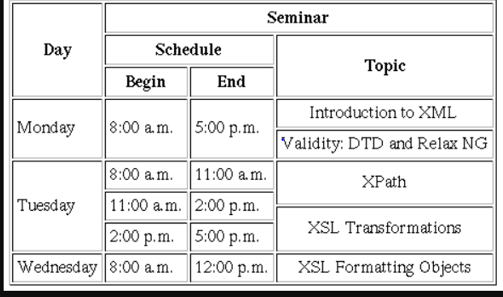 Seminar
Day
Schedule
Topic
Begin End
Monday 8:00 a.m. 5:00 p.m. Introduction to XML
Validity: DTD and Relax NG
Tuesday 8:00 a.m. 11:00 a.m. XPath
11:00 a.m. 2:00 p.m.
XSL Transformations
2:00 p.m. 5:00 p.m.
Wednesday 8:00 a.m. 12:00 p.m. XSL Formatting Objects